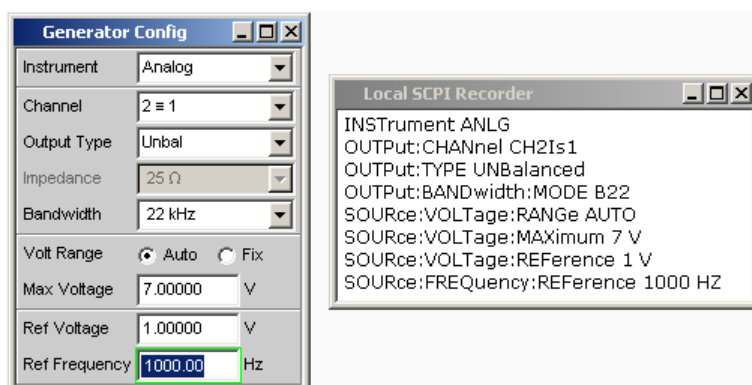 Generator Config
Instrument Analog
Channel 2 ≡ 1
Output Type Unbal
Impedance 25 Ω
Bandwidth 22 kHz
Volt Range Auto Fix
Max Voltage 7.00000 V
Ref Voltage 1.00000 V
Ref Frequency 1000.00 Hz
Local SCPI Recorder
INSTrument ANLG
OUTPut:CHANnel CH2Is1
OUTPut:TYPE UNBalanced
OUTPut:BANDwidth:MODE B22
SOURce:VOLTage:RANGe AUTO
SOURce:VOLTage:MAXimum 7 V
SOURce:VOLTage:REFerence 1 V
SOURce:FREQuency:REFerence 1000 HZ